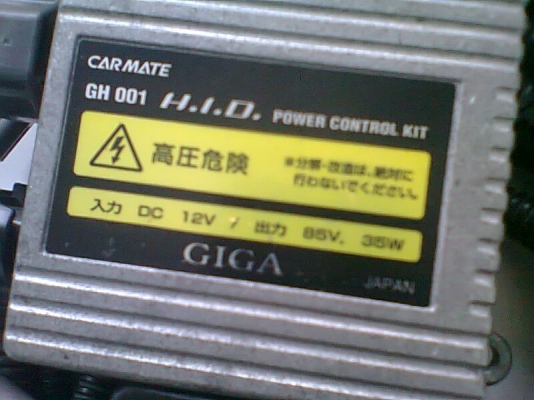 CARMATE
GH 001 H.I.D. POWER CONTROL KIT
高圧危険
※分解・改造は、絶対に
行わないでください。
入力 DC 12V / 出力 85V, 35W
GIGA
JAPAN